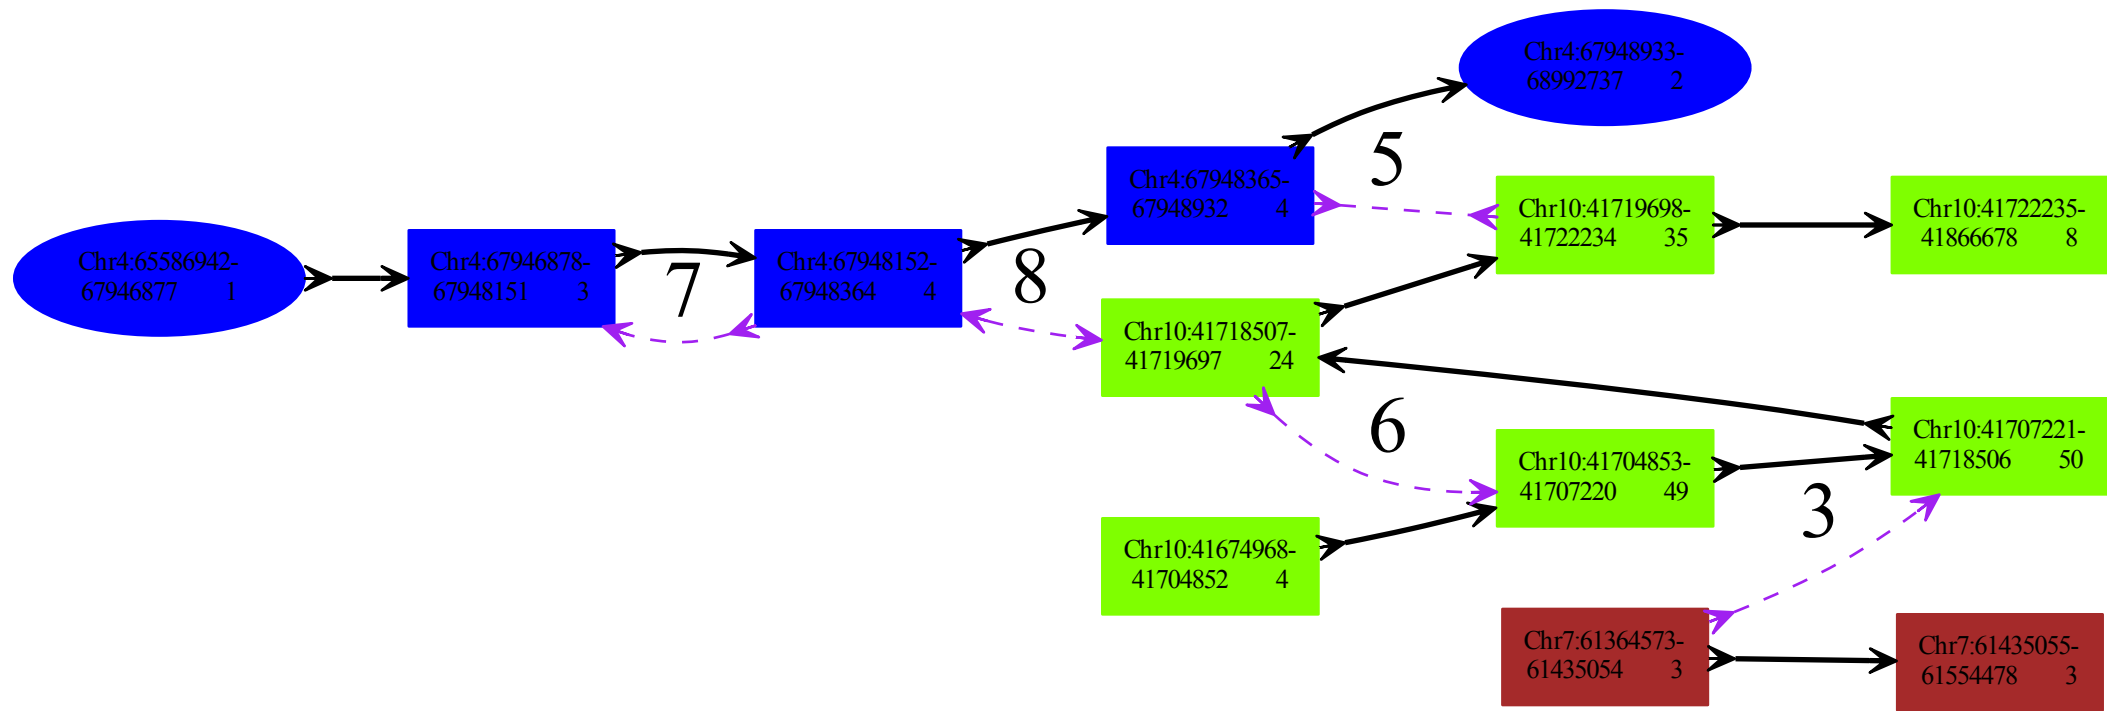 Chr4:67948933-
68992737 2
5
Chr4:67948365-
67948932 4
Chr10:41719698-
41722234 35
Chr10:41722235-
41866678 8
Chr4:65586942-
67946877 1
Chr4:67946878-
67948151 3
7
Chr4:67948152-
67948364 4
8
Chr10:41718507-
41719697 24
6
Chr10:41704853-
41707220 49
Chr10:41707221-
41718506 50
3
Chr10:41674968-
41704852 4
Chr7:61364573-
61435054 3
Chr7:61435055-
61554478 3